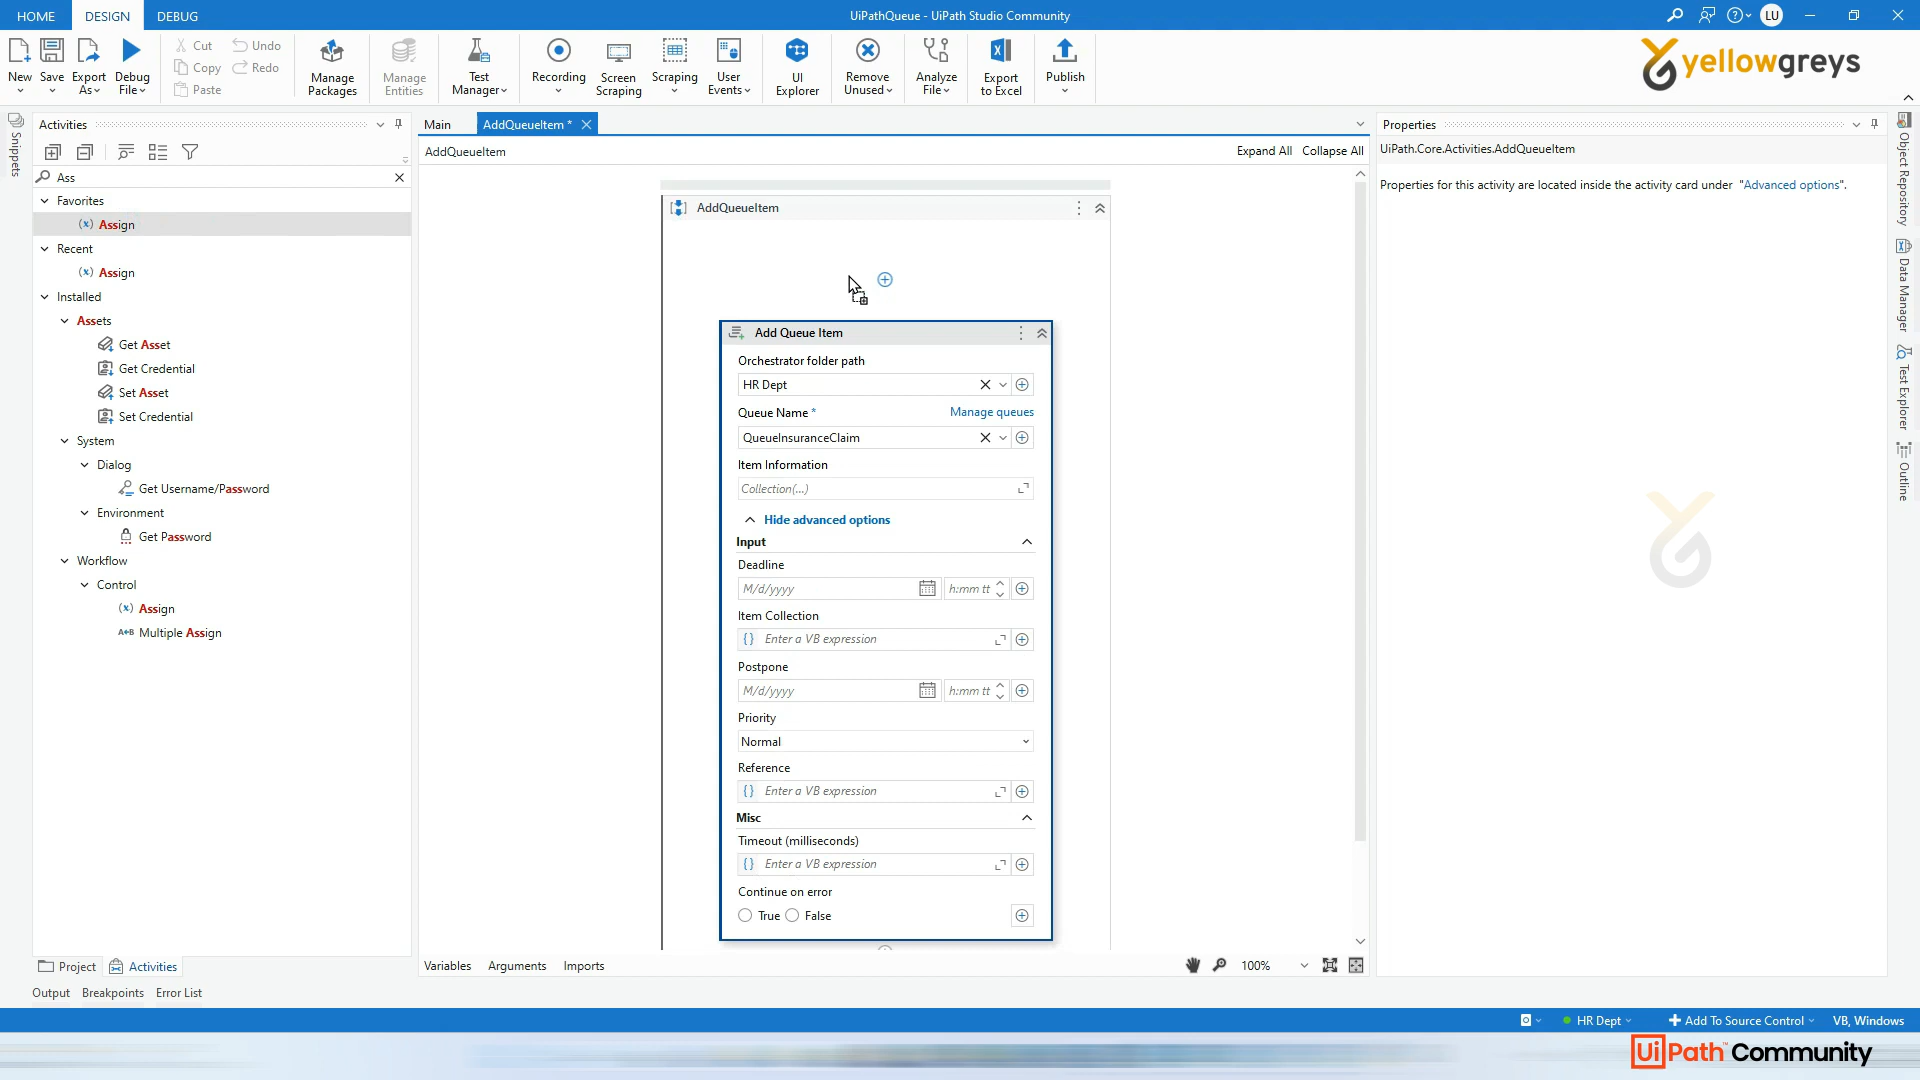 HOME DESIGN DEBUG
UiPathQueue - UiPath Studio Community
LU
New Save Export As Debug File
Cut Undo
Copy Redo
Paste
Manage Packages
Manage Entities
Test Manager
Recording
Screen Scraping
Scraping
User Events
UI Explorer
Remove Unused
Analyze File
Export to Excel
Publish
yellowgreys
Snippets
Activities
Ass
Favorites
Assign
Recent
Assign
Installed
Assets
Get Asset
Get Credential
Set Asset
Set Credential
System
Dialog
Get Username/Password
Environment
Get Password
Workflow
Control
Assign
A+B Multiple Assign
Project Activities
Output Breakpoints Error List
Main AddQueueItem *
AddQueueItem Expand All Collapse All
AddQueueItem
Add Queue Item
Orchestrator folder path
HR Dept
Queue Name * Manage queues
QueueInsuranceClaim
Item Information
Collection(...)
Hide advanced options
Input
Deadline
M/d/yyyy h:mm tt
Item Collection
{} Enter a VB expression
Postpone
M/d/yyyy h:mm tt
Priority
Normal
Reference
{} Enter a VB expression
Misc
Timeout (milliseconds)
{} Enter a VB expression
Continue on error
True False
Variables Arguments Imports
100%
Properties
UiPath.Core.Activities.AddQueueItem
Properties for this activity are located inside the activity card under "Advanced options".
Object Repository
Data Manager
Test Explorer
Outline
HR Dept Add To Source Control VB, Windows
UiPath™ Community